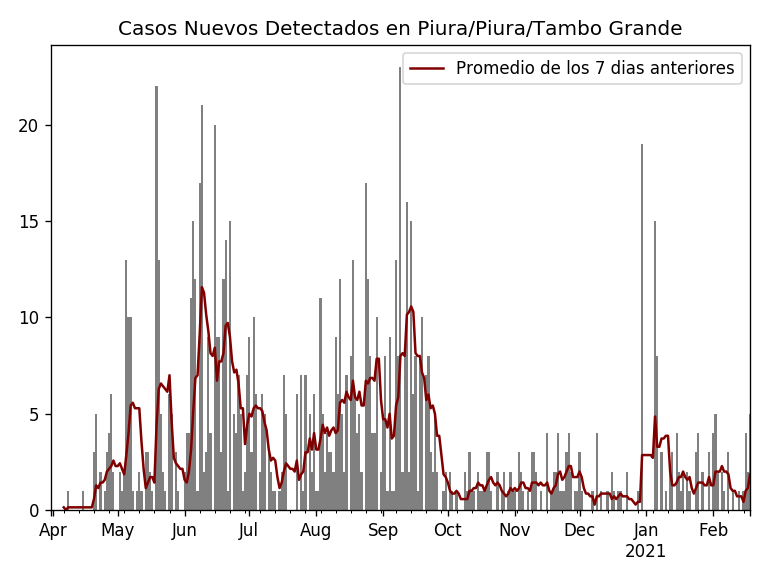 Casos Nuevos Detectados en Piura/Piura/Tambo Grande
Promedio de los 7 dias anteriores
20
15
10
5
0
Apr May Jun Jul Aug Sep Oct Nov Dec Jan Feb
2021